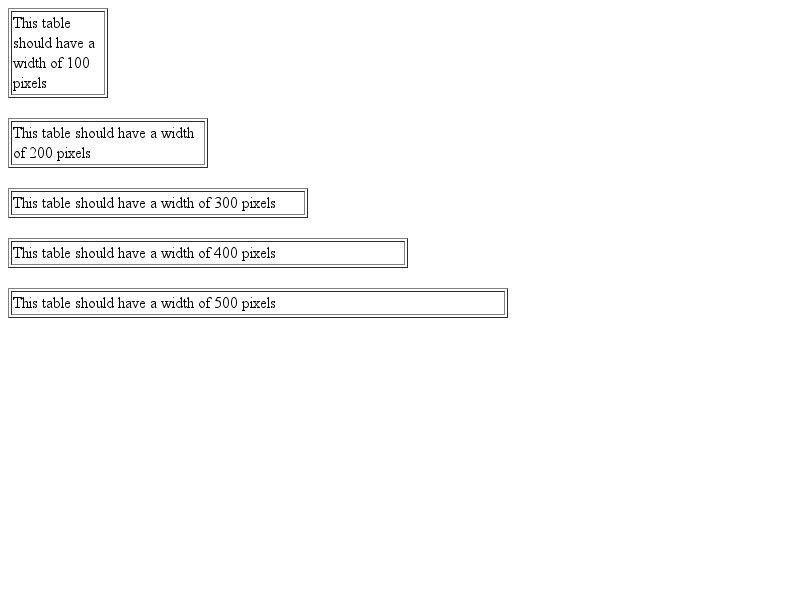 This table
should have a
width of 100
pixels
This table should have a width
of 200 pixels
This table should have a width of 300 pixels
This table should have a width of 400 pixels
This table should have a width of 500 pixels